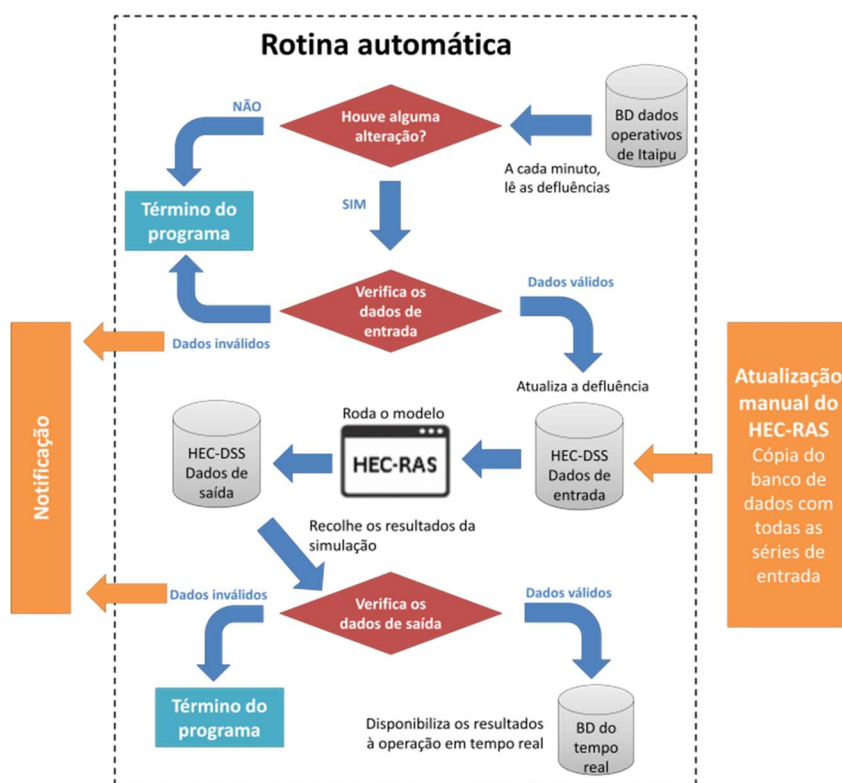 Rotina automática
NÃO
Houve alguma
alteração?
BD dados
operativos
de Itaipu
A cada minuto,
lê as defluências
SIM
Término do
programa
Verifica os
dados de
entrada
Dados válidos
Dados inválidos
Atualiza a defluência
Notificação
Atualização
manual do
HEC-RAS
Cópia do
banco de
dados com
todas as
séries de
entrada
Roda o modelo
HEC-DSS
Dados de
saída
HEC-RAS
HEC-DSS
Dados de
entrada
Recolhe os resultados da
simulação
Dados inválidos
Verifica os
dados de saída
Dados válidos
Término do
programa
Disponibiliza os resultados
à operação em tempo real
BD do
tempo
real